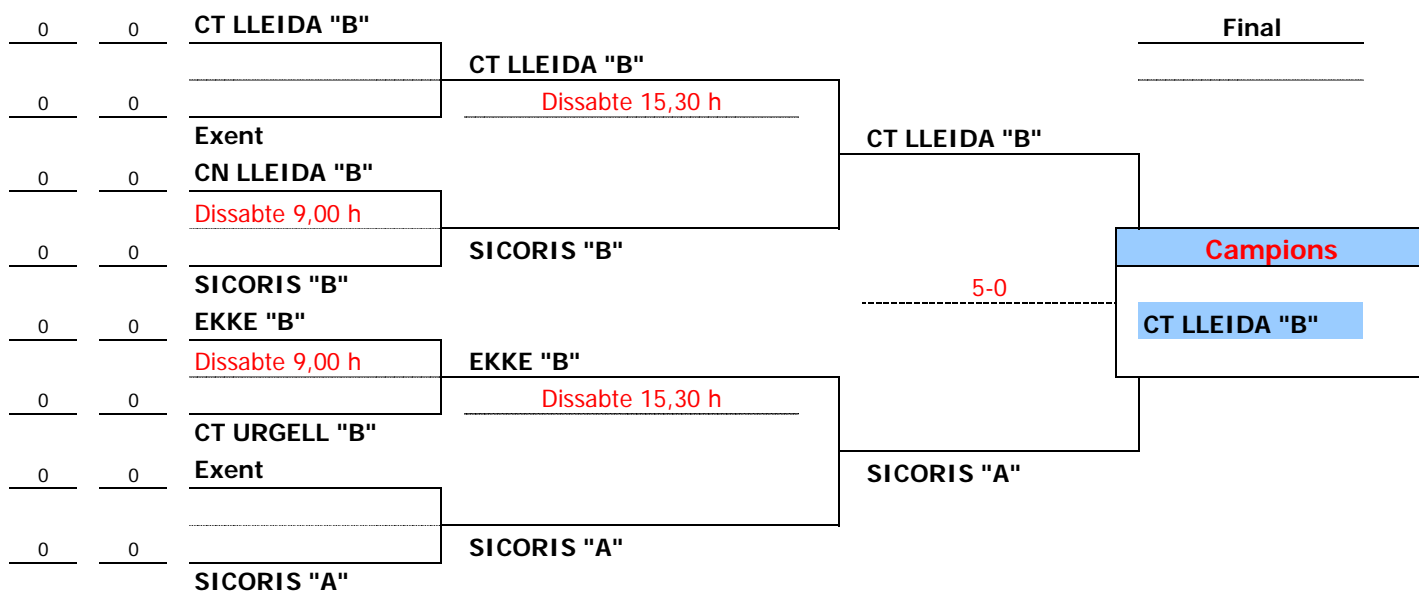 0 0 CT LLEIDA "B" Final
CT LLEIDA "B"
0 0 Dissabte 15,30 h
Exent CT LLEIDA "B"
0 0 CN LLEIDA "B"
Dissabte 9,00 h
0 0 SICORIS "B" Campions
SICORIS "B" 5-0
0 0 EKKE "B" CT LLEIDA "B"
Dissabte 9,00 h EKKE "B"
0 0 Dissabte 15,30 h
CT URGELL "B"
0 0 Exent SICORIS "A"
0 0 SICORIS "A"
SICORIS "A"